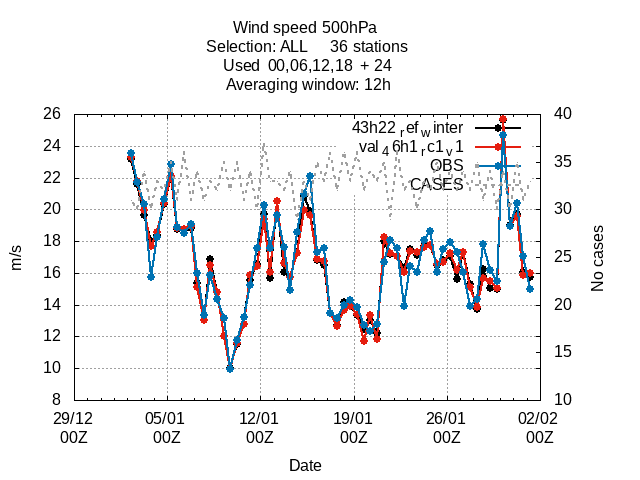 Wind speed 500hPa
Selection: ALL 36 stations
Used 00,06,12,18 + 24
Averaging window: 12h
43h22_ref_winter
val_46h1_rc1_v1
OBS
CASES
m/s
26
24
22
20
18
16
14
12
10
8
No cases
40
35
30
25
20
15
10
29/12 05/01 12/01 19/01 26/01 02/02
00Z 00Z 00Z 00Z 00Z 00Z
Date